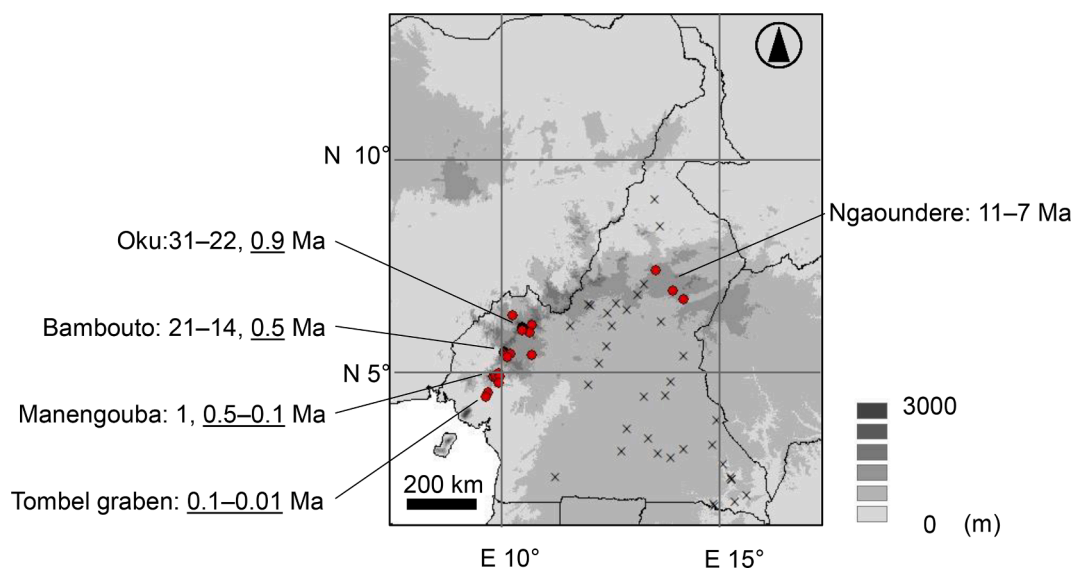 N 10°
Ngaoundere: 11–7 Ma
Oku:31–22, 0.9 Ma
Bambouto: 21–14, 0.5 Ma
N 5°
Manengouba: 1, 0.5–0.1 Ma
3000
200 km
Tombel graben: 0.1–0.01 Ma
0 (m)
E 10°
E 15°